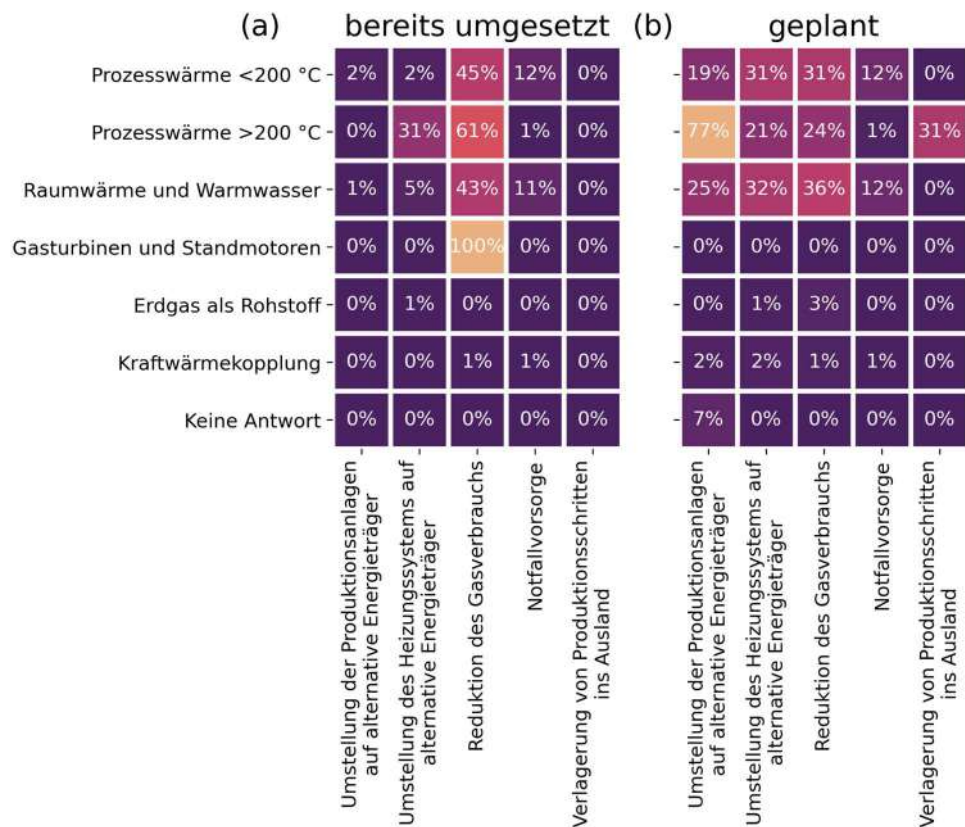 (a) bereits umgesetzt (b) geplant
Prozesswärme <200 °C 2% 2% 45% 12% 0% 19% 31% 31% 12% 0%
Prozesswärme >200 °C 0% 31% 61% 1% 0% 77% 21% 24% 1% 31%
Raumwärme und Warmwasser 1% 5% 43% 11% 0% 25% 32% 36% 12% 0%
Gasturbinen und Standmotoren 0% 0% 100% 0% 0% 0% 0% 0% 0% 0%
Erdgas als Rohstoff 0% 1% 0% 0% 0% 0% 1% 3% 0% 0%
Kraftwärmekopplung 0% 0% 1% 1% 0% 2% 2% 1% 1% 0%
Keine Antwort 0% 0% 0% 0% 0% 7% 0% 0% 0% 0%
Umstellung der Produktionsanlagen
auf alternative Energieträger
Umstellung des Heizungssystems auf
alternative Energieträger
Reduktion des Gasverbrauchs
Notfallvorsorge
Verlagerung von Produktionsschritten
ins Ausland
Umstellung der Produktionsanlagen
auf alternative Energieträger
Umstellung des Heizungssystems auf
alternative Energieträger
Reduktion des Gasverbrauchs
Notfallvorsorge
Verlagerung von Produktionsschritten
ins Ausland